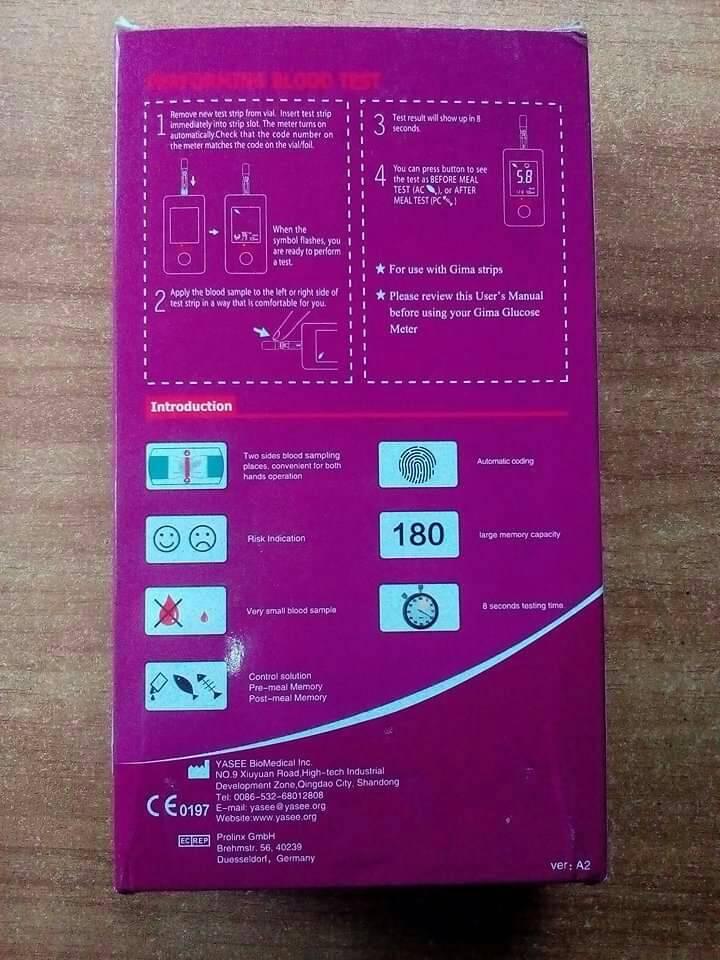 PERFORMING BLOOD TEST
1 Remove new test strip from vial. Insert test strip
immediately into strip slot. The meter turns on
automatically.Check that the code number on
the meter matches the code on the vial/foil.
When the
symbol flashes, you
are ready to perform
a test.
2 Apply the blood sample to the left or right side of
test strip in a way that is comfortable for you.
3 Test result will show up in 8
seconds.
5.8
4 You can press button to see
the test as BEFORE MEAL
TEST (AC ), or AFTER
MEAL TEST (PC )
★ For use with Gima strips
★ Please review this User's Manual
before using your Gima Glucose
Meter
Introduction
Two sides blood sampling
places, convenient for both
hands operation
Automatic coding
Risk Indication
180
large memory capacity
Very small blood sample
8 seconds testing time
Control solution
Pre-meal Memory
Post-meal Memory
YASEE BioMedical Inc.
NO.9 Xiuyuan Road,High-tech Industrial
Development Zone,Qingdao City, Shandong
Tel: 0086-532-68012808
E-mail: yasee@yasee.org
Website:www.yasee.org
CE0197
EC REP
Prolinx GmbH
Brehmstr. 56, 40239
Duesseldorf, Germany
ver: A2